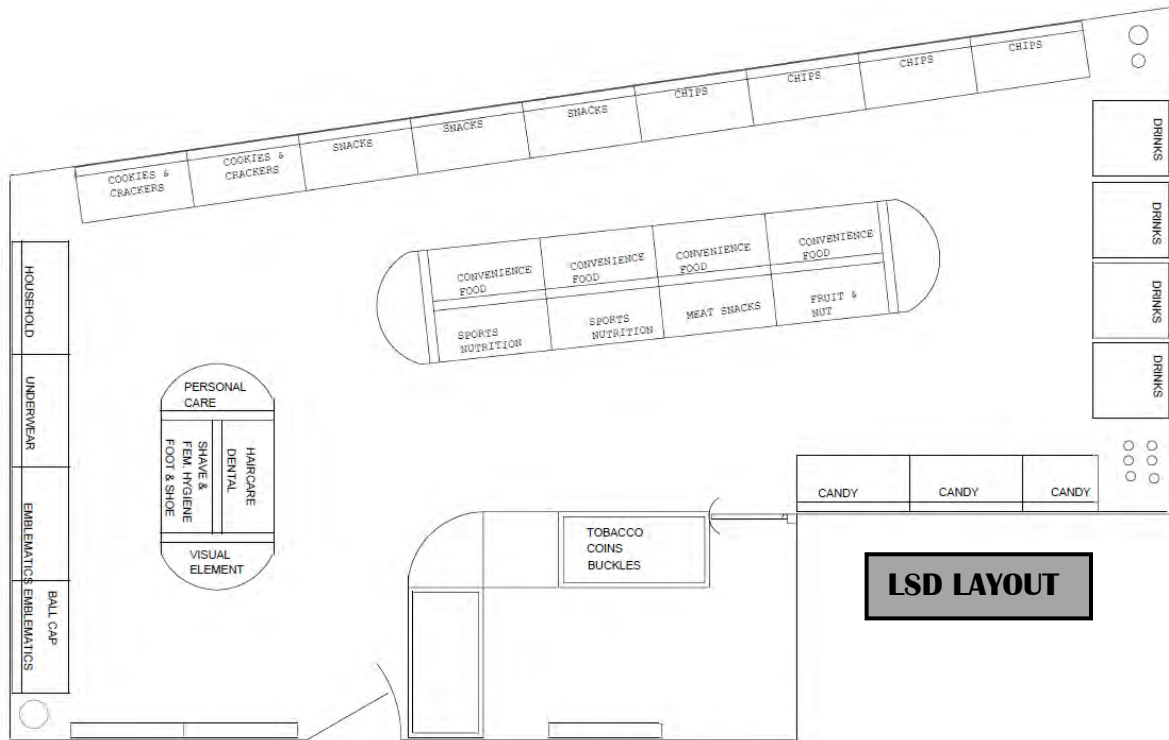 COOKIES &
CRACKERS
COOKIES &
CRACKERS
SNACKS
SNACKS
SNACKS
CHIPS
CHIPS
CHIPS
CHIPS
DRINKS
DRINKS
DRINKS
DRINKS
CONVENIENCE
FOOD
CONVENIENCE
FOOD
CONVENIENCE
FOOD
CONVENIENCE
FOOD
SPORTS
NUTRITION
SPORTS
NUTRITION
MEAT SNACKS
FRUIT &
NUT
HOUSEHOLD
UNDERWEAR
EMBLEMATICS
EMBLEMATICS
BALL CAP
PERSONAL
CARE
HAIRCARE
DENTAL
SHAVE &
FEM. HYGIENE
FOOT & SHOE
VISUAL
ELEMENT
TOBACCO
COINS
BUCKLES
CANDY
CANDY
CANDY
LSD LAYOUT